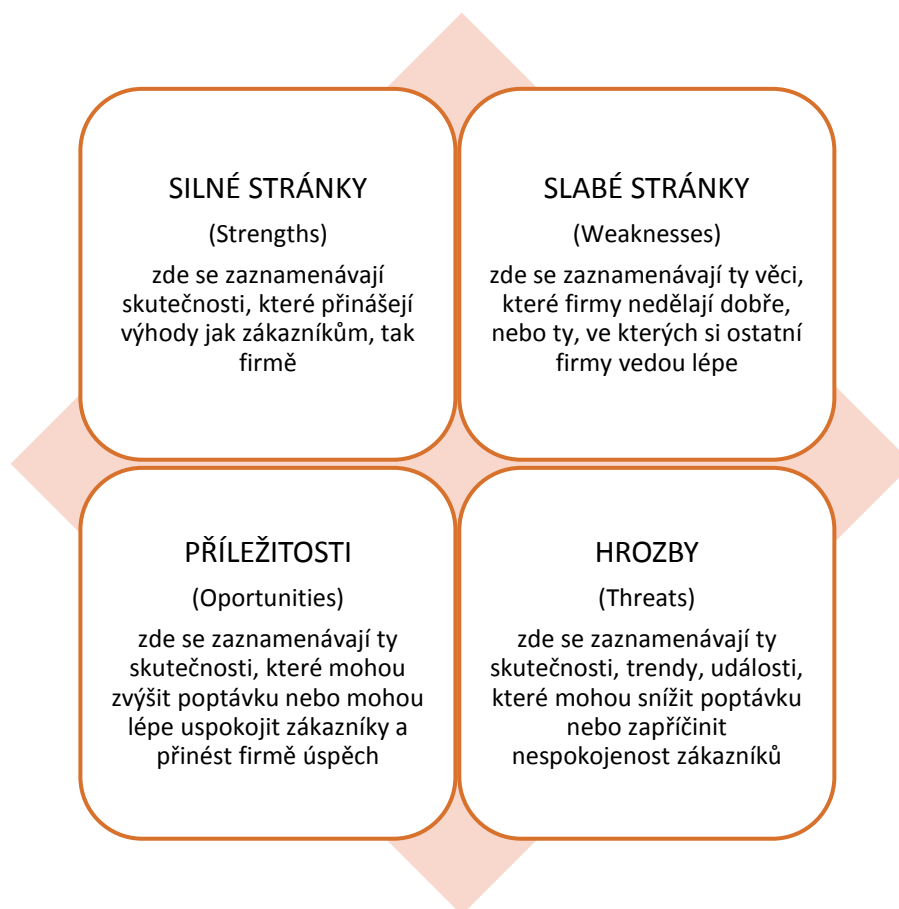 SILNÉ STRÁNKY
(Strengths)
zde se zaznamenávají
skutečnosti, které přinášejí
výhody jak zákazníkům, tak
firmě
SLABÉ STRÁNKY
(Weaknesses)
zde se zaznamenávají ty věci,
které firmy nedělají dobře,
nebo ty, ve kterých si ostatní
firmy vedou lépe
PŘÍLEŽITOSTI
(Oportunities)
zde se zaznamenávají ty
skutečnosti, které mohou
zvýšit poptávku nebo mohou
lépe uspokojit zákazníky a
přinést firmě úspěch
HROZBY
(Threats)
zde se zaznamenávají ty
skutečnosti, trendy, události,
které mohou snížit poptávku
nebo zapříčinit
nespokojenost zákazníků